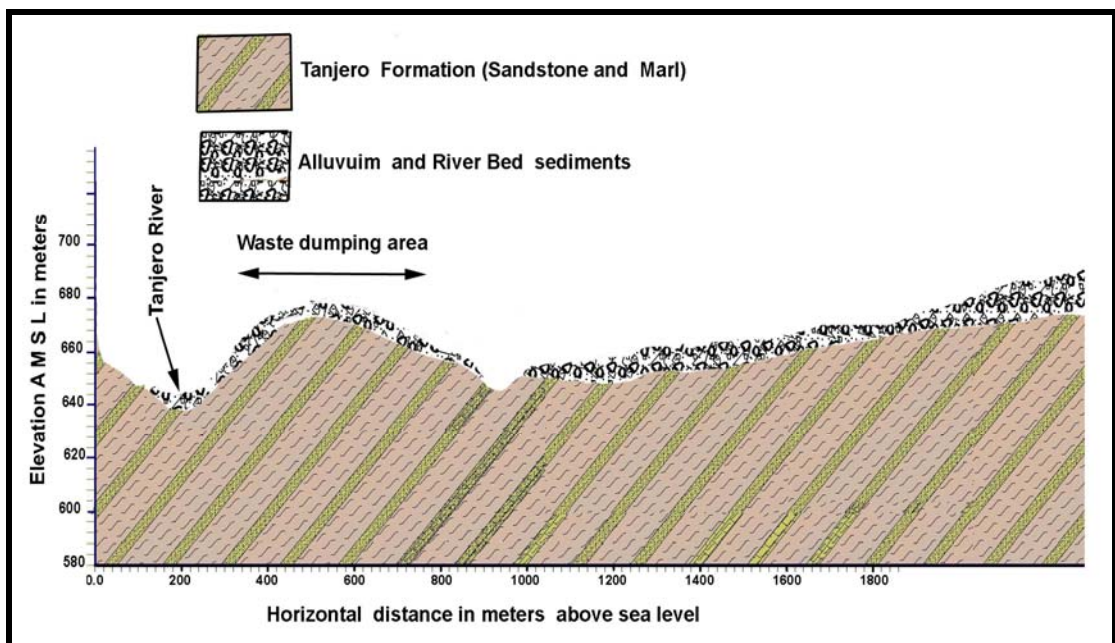 Tanjero Formation (Sandstone and Marl)
Alluvuim and River Bed sediments
Waste dumping area
Tanjero River
Elevation A M S L in meters
700
680
660
640
620
600
580
0.0 200 400 600 800 1000 1200 1400 1600 1800
Horizontal distance in meters above sea level